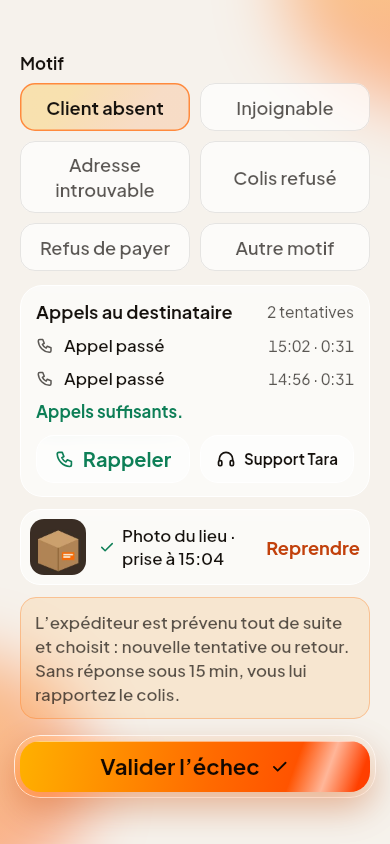 Motif
Client absent
Injoignable
Adresse
introuvable
Colis refusé
Refus de payer
Autre motif
Appels au destinataire
2 tentatives
Appel passé
15:02 · 0:31
Appel passé
14:56 · 0:31
Appels suffisants.
Rappeler
Support Tara
Photo du lieu ·
prise à 15:04
Reprendre
L’expéditeur est prévenu tout de suite
et choisit : nouvelle tentative ou retour.
Sans réponse sous 15 min, vous lui
rapportez le colis.
Valider l’échec